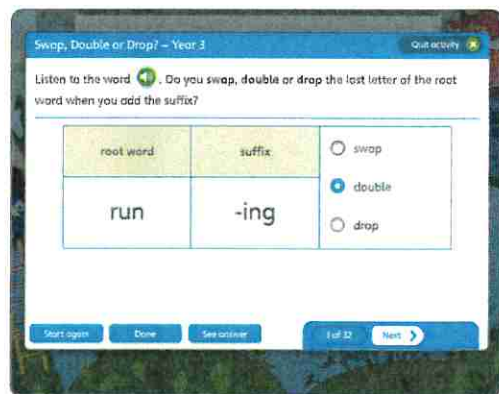 Swap, Double or Drop? – Year 3
Quit activity
Listen to the word . Do you swap, double or drop the last letter of the root
word when you add the suffix?
root word suffix swap
double
run -ing
drop
Start again Done See answer 1 of 32 Next